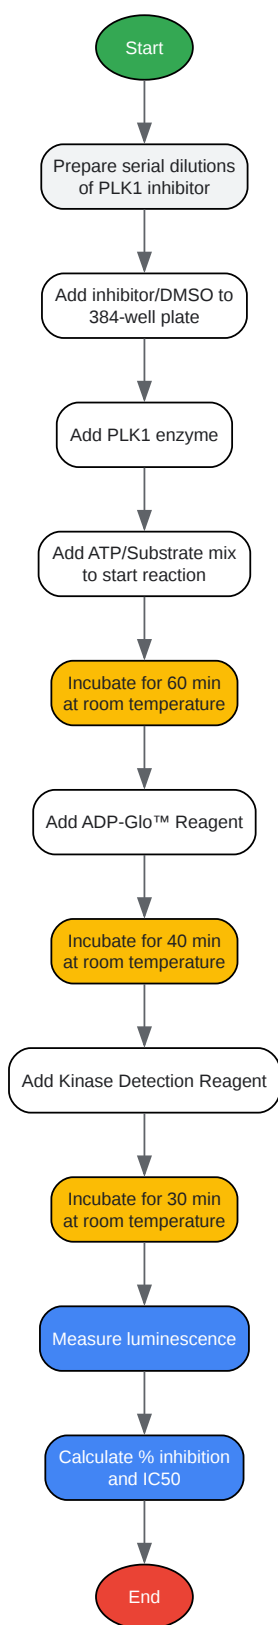 Start
Prepare serial dilutions
of PLK1 inhibitor
Add inhibitor/DMSO to
384-well plate
Add PLK1 enzyme
Add ATP/Substrate mix
to start reaction
Incubate for 60 min
at room temperature
Add ADP-Glo™ Reagent
Incubate for 40 min
at room temperature
Add Kinase Detection Reagent
Incubate for 30 min
at room temperature
Measure luminescence
Calculate % inhibition
and IC50
End